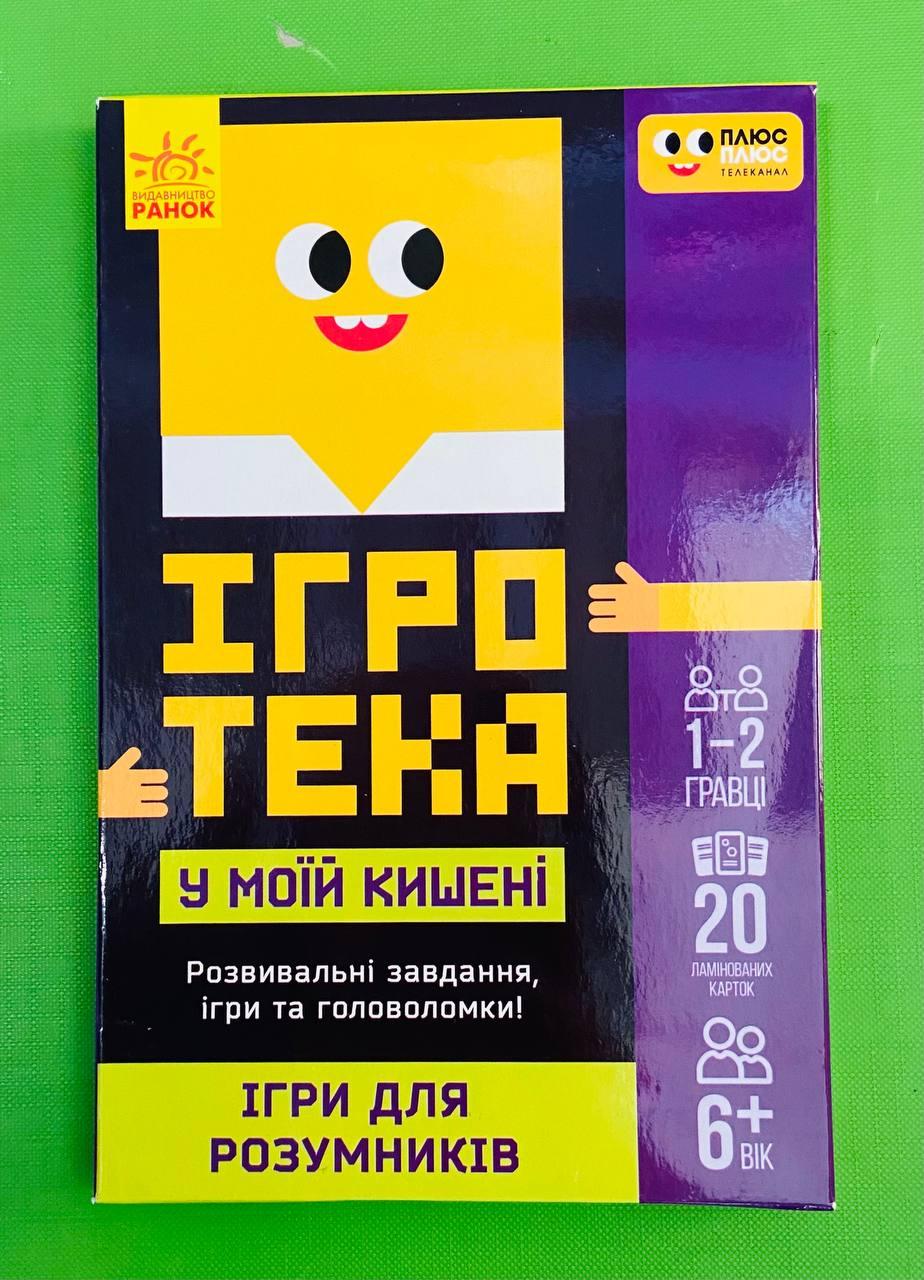 ВИДАВНИЦТВО
РАНОК
ПЛЮС
ПЛЮС
ТЕЛЕКАНАЛ
ІГРО
ТЕКА
У МОЇЙ КИШЕНІ
Розвивальні завдання,
ігри та головоломки!
ІГРИ ДЛЯ
РОЗУМНИКІВ
1-2
ГРАВЦІ
20
ЛАМІНОВАНИХ
КАРТОК
6+
ВІК